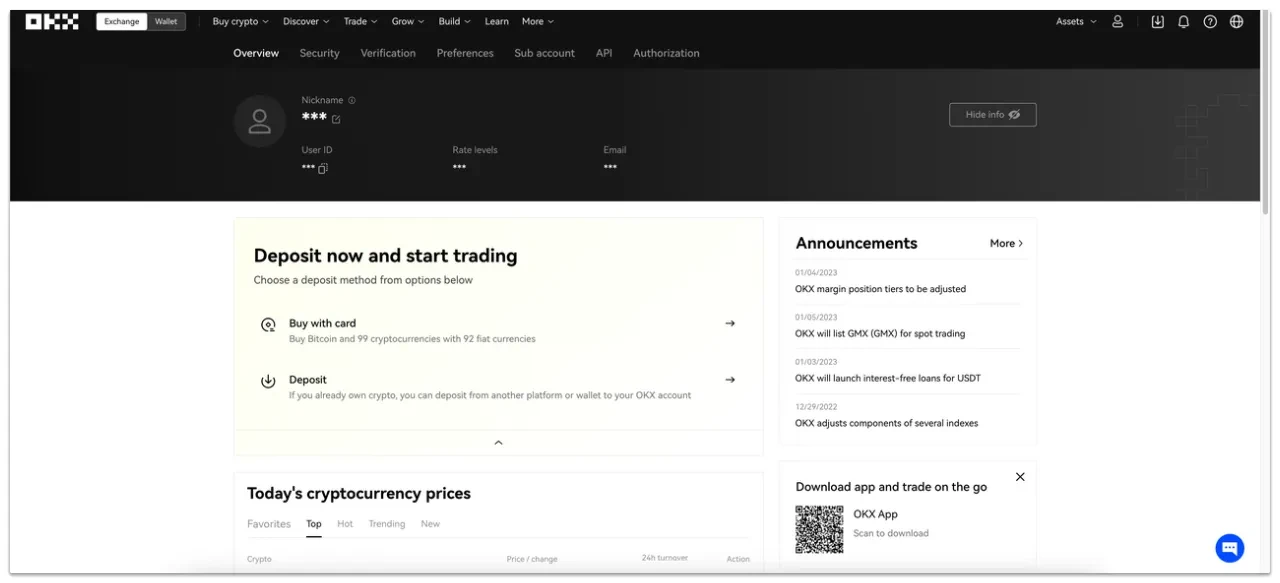 OKX
Exchange Wallet Buy crypto Discover Trade Grow Build Learn More Assets
Overview Security Verification Preferences Sub account API Authorization
Nickname
***
Hide info
User ID Rate levels Email
*** *** ***
Deposit now and start trading
Choose a deposit method from options below
Buy with card
Buy Bitcoin and 99 cryptocurrencies with 92 fiat currencies
Deposit
If you already own crypto, you can deposit from another platform or wallet to your OKX account
Announcements More
01/04/2023
OKX margin position tiers to be adjusted
01/05/2023
OKX will list GMX (GMX) for spot trading
01/03/2023
OKX will launch interest-free loans for USDT
12/29/2022
OKX adjusts components of several indexes
Today's cryptocurrency prices
Favorites Top Hot Trending New
Crypto Price / change 24h turnover Action
Download app and trade on the go
OKX App
Scan to download